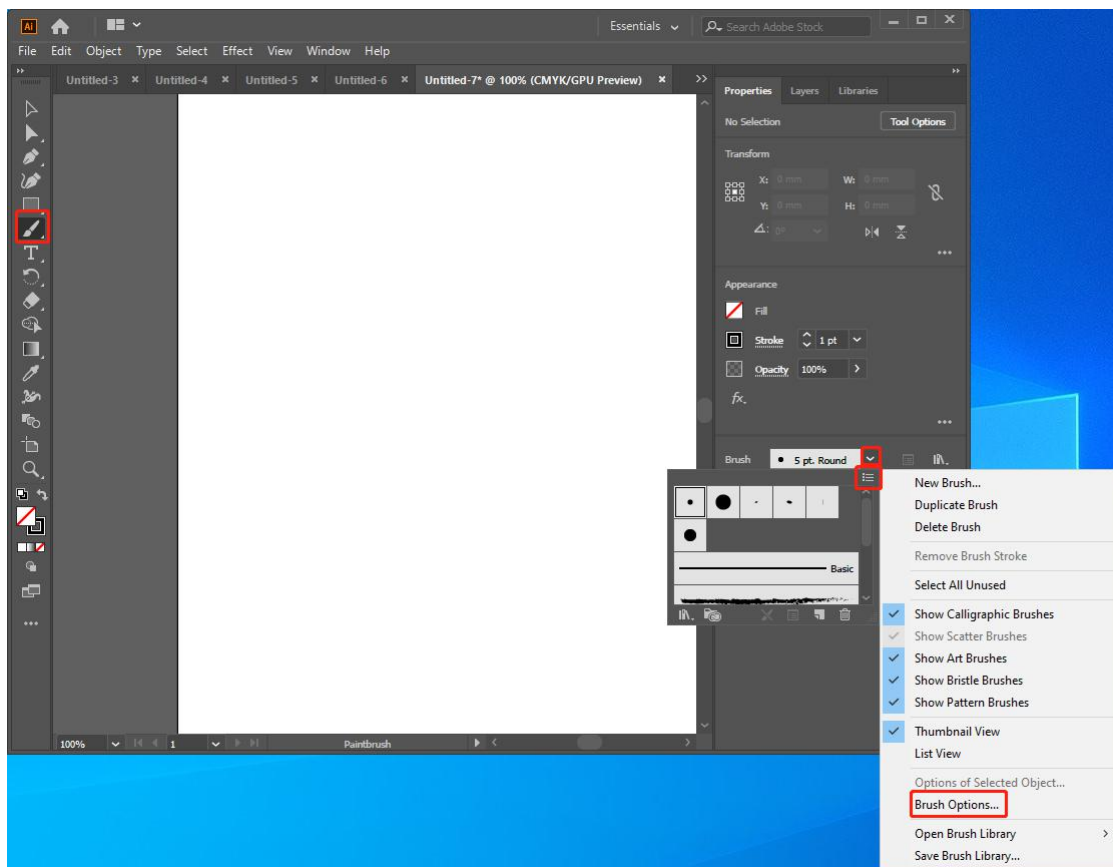 Ai
Essentials
Search Adobe Stock
File Edit Object Type Select Effect View Window Help
Untitled-3 × Untitled-4 × Untitled-5 × Untitled-6 × Untitled-7* @ 100% (CMYK/GPU Preview) ×
Properties Layers Libraries
No Selection Tool Options
Transform
X: 0 mm W: 0 mm
Y: 0 mm H: 0 mm
0°
Appearance
Fill
Stroke 1 pt
Opacity 100%
fx.
Brush 5 pt. Round
Basic
New Brush...
Duplicate Brush
Delete Brush
Remove Brush Stroke
Select All Unused
Show Calligraphic Brushes
Show Scatter Brushes
Show Art Brushes
Show Bristle Brushes
Show Pattern Brushes
Thumbnail View
List View
Options of Selected Object...
Brush Options...
Open Brush Library
Save Brush Library...
100% 1 Paintbrush